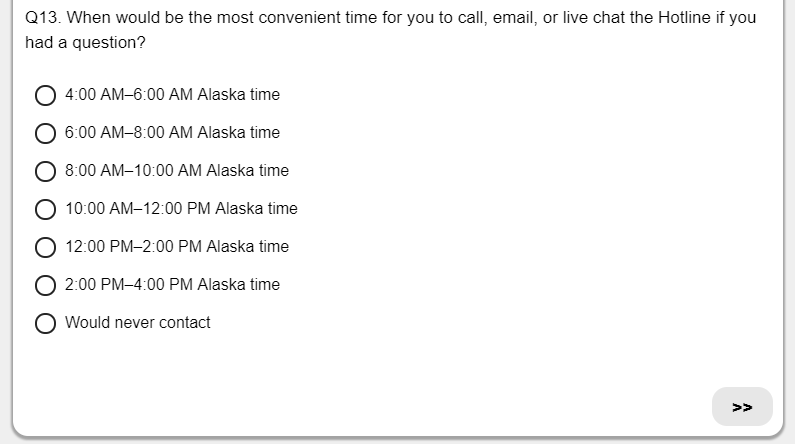 Q13. When would be the most convenient time for you to call, email, or live chat the Hotline if you
had a question?
4:00 AM–6:00 AM Alaska time
6:00 AM–8:00 AM Alaska time
8:00 AM–10:00 AM Alaska time
10:00 AM–12:00 PM Alaska time
12:00 PM–2:00 PM Alaska time
2:00 PM–4:00 PM Alaska time
Would never contact
>>